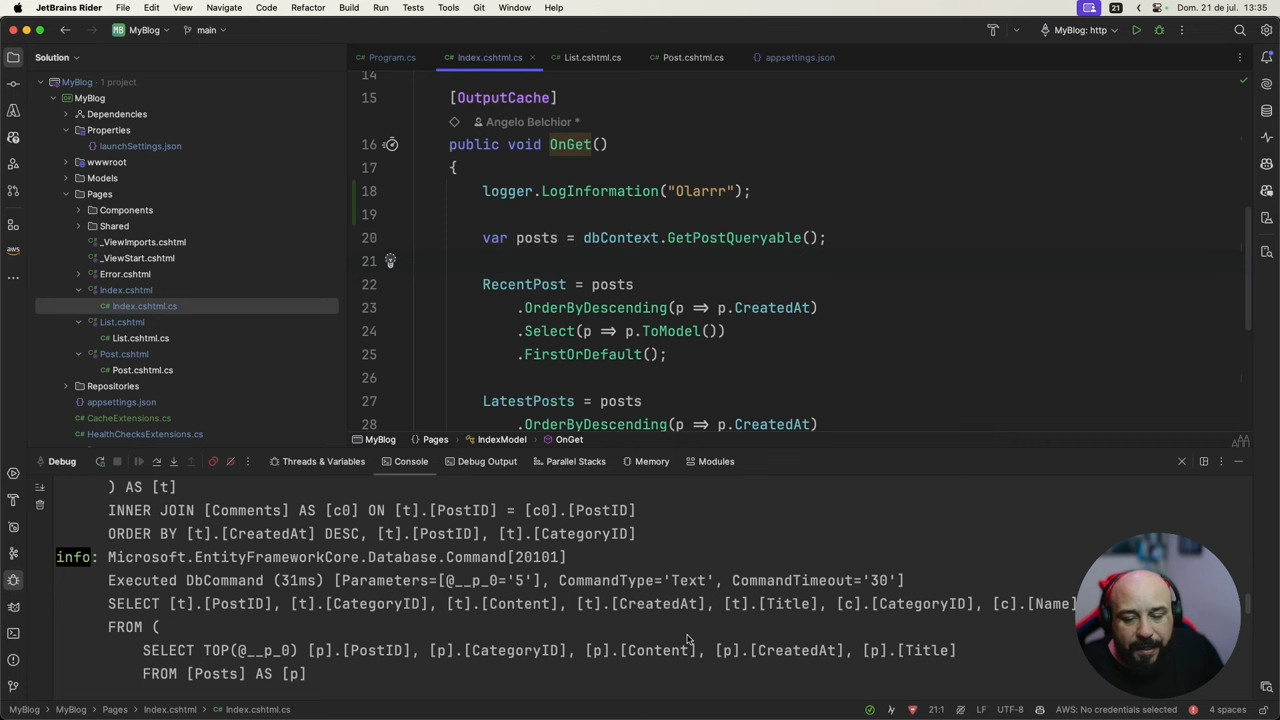 JetBrains Rider File Edit View Navigate Code Refactor Build Run Tests Tools Git Window Help 21 Dom. 21 de jul. 13:35
MB MyBlog main MyBlog: http
Solution Program.cs Index.cshtml.cs List.cshtml.cs Post.cshtml.cs appsettings.json
MyBlog 1 project
MyBlog
Dependencies
Properties
launchSettings.json
wwwroot
Models
Pages
Components
Shared
_ViewImports.cshtml
_ViewStart.cshtml
Error.cshtml
Index.cshtml
Index.cshtml.cs
List.cshtml
List.cshtml.cs
Post.cshtml
Post.cshtml.cs
Repositories
appsettings.json
CacheExtensions.cs
HealthChecksExtensions.cs
aws
14
15 [OutputCache]
Angelo Belchior *
16 public void OnGet()
17 {
18 logger.LogInformation("Olarrr");
19
20 var posts = dbContext.GetPostQueryable();
21
22 RecentPost = posts
23 .OrderByDescending(p => p.CreatedAt)
24 .Select(p => p.ToModel())
25 .FirstOrDefault();
26
27 LatestPosts = posts
28 .OrderByDescending(p => p.CreatedAt)
MyBlog Pages IndexModel OnGet
Debug Threads & Variables Console Debug Output Parallel Stacks Memory Modules
) AS [t]
INNER JOIN [Comments] AS [c0] ON [t].[PostID] = [c0].[PostID]
ORDER BY [t].[CreatedAt] DESC, [t].[PostID], [t].[CategoryID]
info: Microsoft.EntityFrameworkCore.Database.Command[20101]
Executed DbCommand (31ms) [Parameters=[@__p_0='5'], CommandType='Text', CommandTimeout='30']
SELECT [t].[PostID], [t].[CategoryID], [t].[Content], [t].[CreatedAt], [t].[Title], [c].[CategoryID], [c].[Name]
FROM (
SELECT TOP(@__p_0) [p].[PostID], [p].[CategoryID], [p].[Content], [p].[CreatedAt], [p].[Title]
FROM [Posts] AS [p]
MyBlog MyBlog Pages Index.cshtml Index.cshtml.cs 21:1 LF UTF-8 AWS: No credentials selected 4 spaces